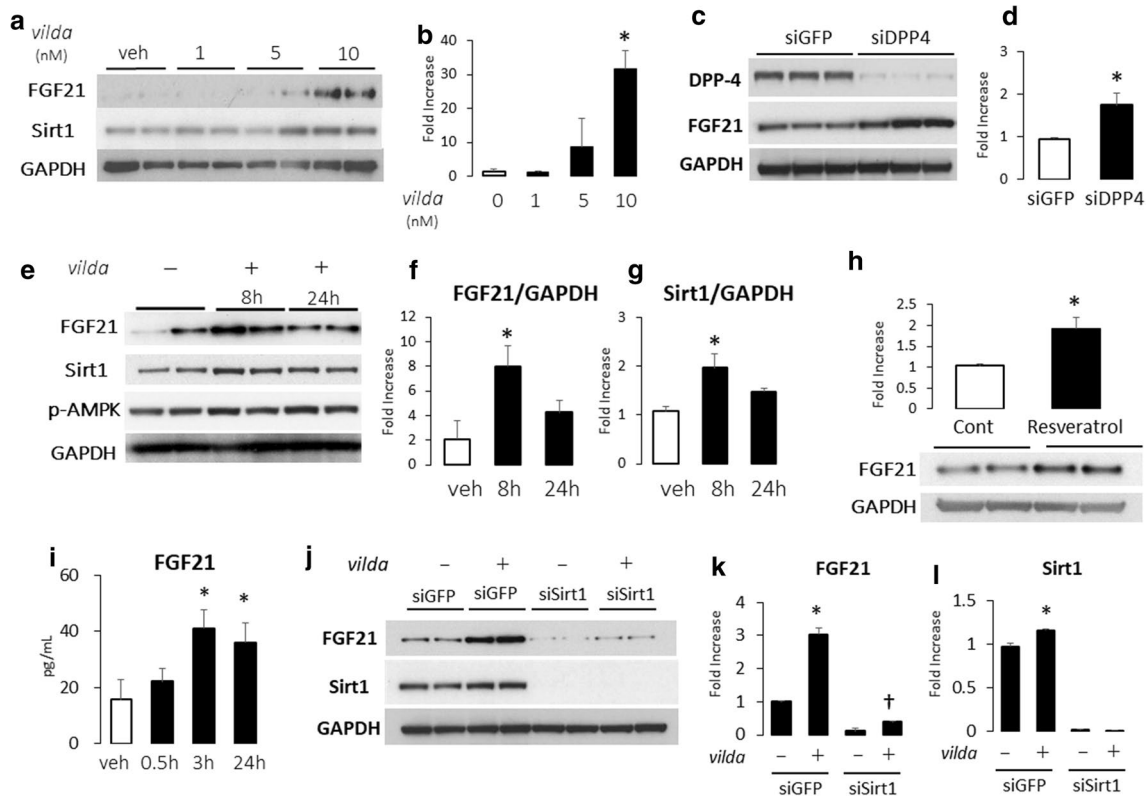 a
vilda
(nM)
veh 1 5 10
FGF21
Sirt1
GAPDH
b
Fold Increase
40
30
20
10
0
*
vilda
(nM)
0 1 5 10
c
siGFP siDPP4
DPP-4
FGF21
GAPDH
d
Fold Increase
3
2
1
0
*
siGFP siDPP4
e
vilda − + +
8h 24h
FGF21
Sirt1
p-AMPK
GAPDH
f
FGF21/GAPDH
Fold Increase
12
10
8
6
4
2
0
*
veh 8h 24h
g
Sirt1/GAPDH
Fold Increase
3
2
1
0
*
veh 8h 24h
h
Fold Increase
2.5
2
1.5
1
0.5
0
*
Cont Resveratrol
FGF21
GAPDH
i
FGF21
pg/mL
60
40
20
0
* *
veh 0.5h 3h 24h
j
vilda − + − +
siGFP siGFP siSirt1 siSirt1
FGF21
Sirt1
GAPDH
k
FGF21
Fold Increase
4
3
2
1
0
*
†
vilda − + − +
siGFP siSirt1
l
Sirt1
Fold Increase
1.5
1
0.5
0
*
vilda − + − +
siGFP siSirt1